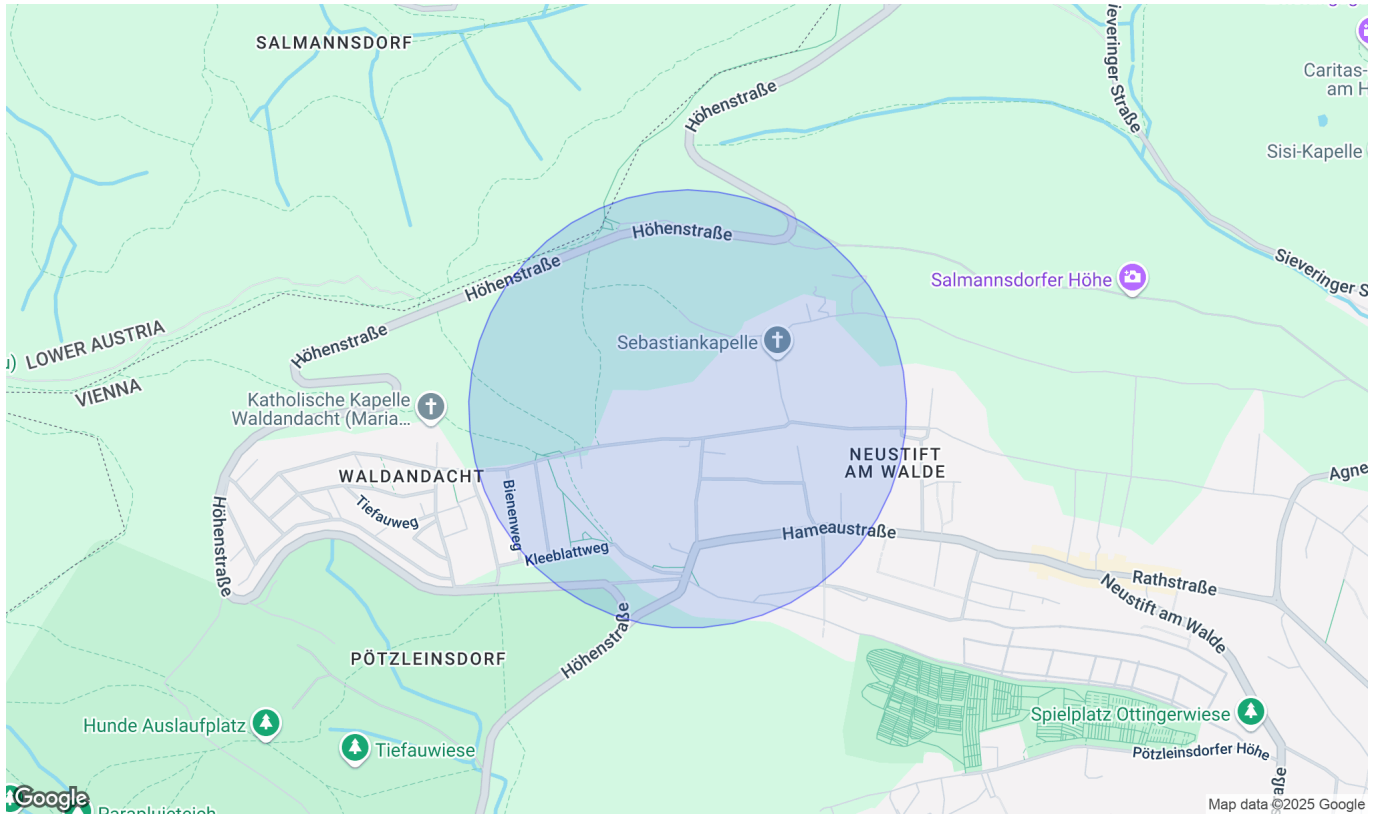 SALMANNSDORF
Höhenstraße
Sieveringer Straße
Caritas-
am H
Sisi-Kapelle
Höhenstraße
Höhenstraße
Sieveringer S
Salmannsdorfer Höhe
LOWER AUSTRIA
VIENNA
Höhenstraße
Sebastiankapelle
Katholische Kapelle
Waldandacht (Maria...
NEUSTIFT
AM WALDE
WALDANDACHT
Agne
Bienenweg
Tiefauweg
Höhenstraße
Hameaustraße
Kleeblattweg
Rathstraße
Neustift am Walde
Höhenstraße
PÖTZLEINSDORF
Hunde Auslaufplatz
Tiefauwiese
Spielplatz Ottingerwiese
Pötzleinsdorfer Höhe
straße
Google
Parapluieteich
Map data ©2025 Google